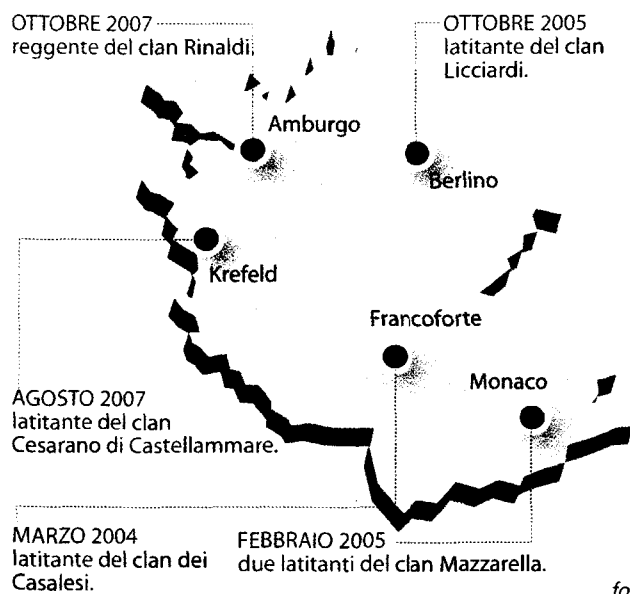 OTTOBRE 2007
reggente del clan Rinaldi.
OTTOBRE 2005
latitante del clan
Licciardi.
Amburgo
Berlino
Krefeld
Francoforte
Monaco
AGOSTO 2007
latitante del clan
Cesarano di Castellammare.
MARZO 2004
latitante del clan dei
Casalesi.
FEBBRAIO 2005
due latitanti del clan Mazzarella.
fo